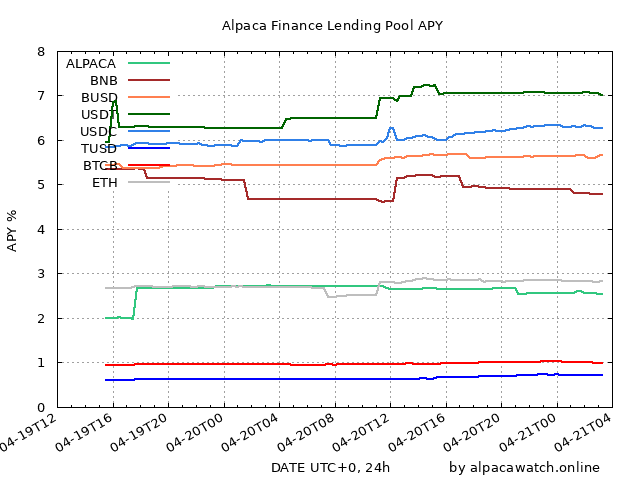 Alpaca Finance Lending Pool APY
8
7
6
5
4
3
2
1
0
APY %
ALPACA
BNB
BUSD
USDT
USDC
TUSD
BTCB
ETH
04-19T12
04-19T16
04-19T20
04-20T00
04-20T04
04-20T08
04-20T12
04-20T16
04-20T20
04-21T00
04-21T04
DATE UTC+0, 24h
by alpacawatch.online